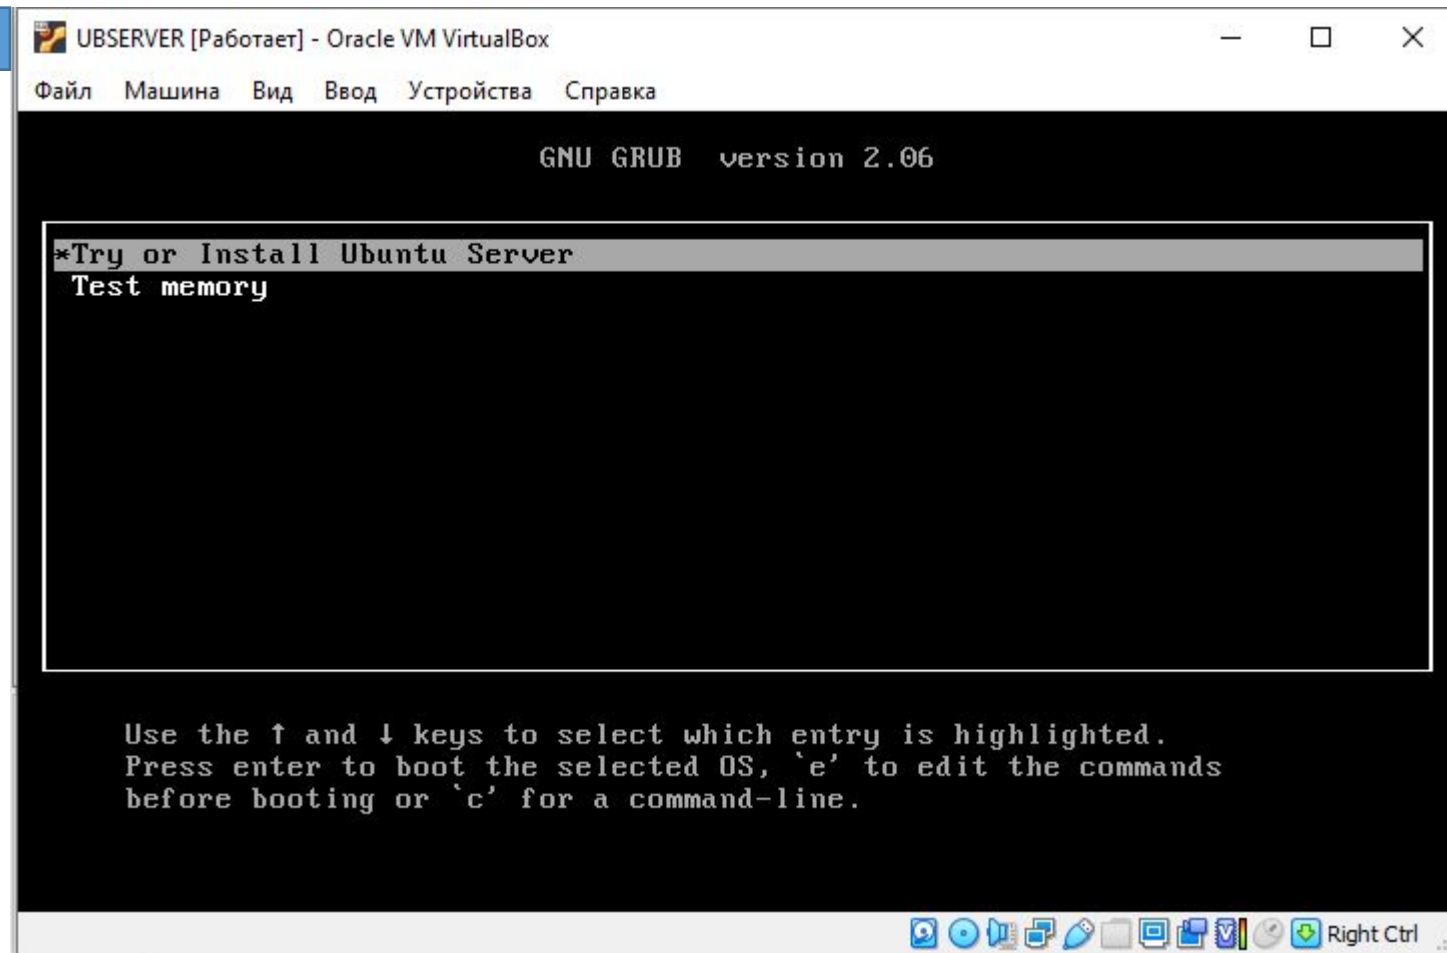 UBSERVER [Работает] - Oracle VM VirtualBox
Файл Машина Вид Ввод Устройства Справка
GNU GRUB version 2.06
*Try or Install Ubuntu Server
Test memory
Use the ↑ and ↓ keys to select which entry is highlighted.
Press enter to boot the selected OS, `e' to edit the commands
before booting or `c' for a command-line.
Right Ctrl